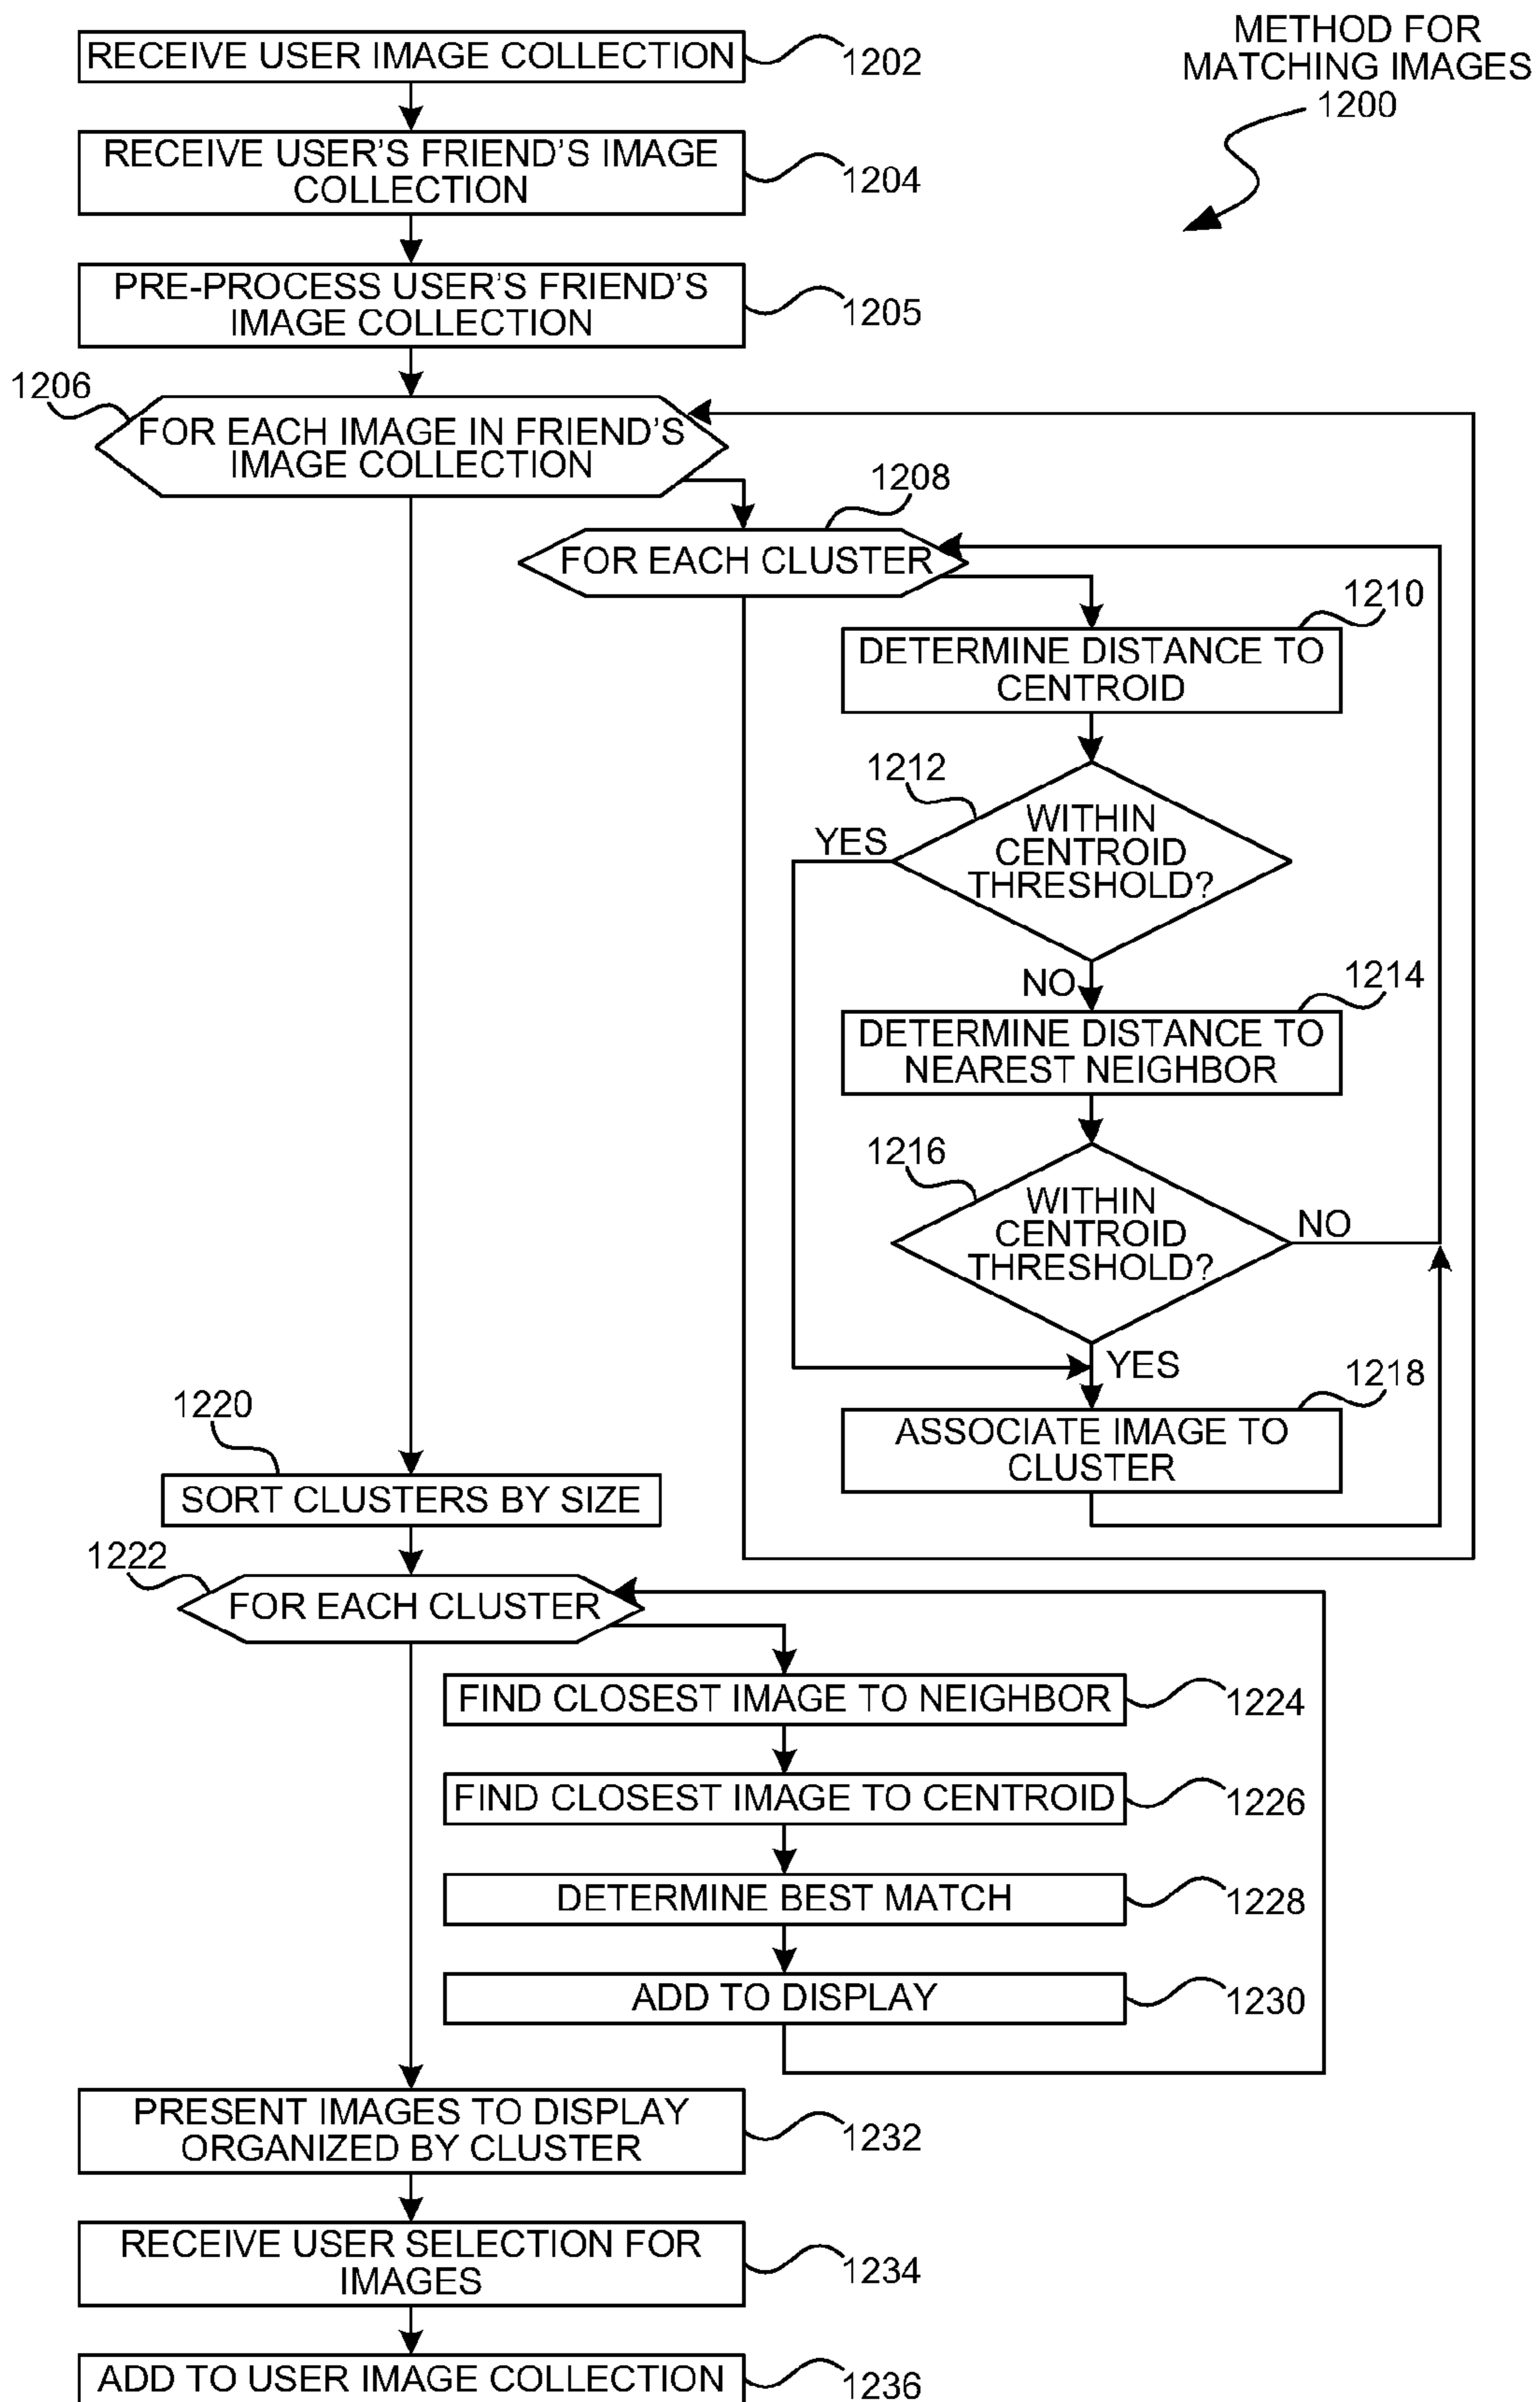 METHOD FOR
MATCHING IMAGES
1200
RECEIVE USER IMAGE COLLECTION
1202
RECEIVE USER'S FRIEND'S IMAGE
COLLECTION
1204
PRE-PROCESS USER'S FRIEND'S
IMAGE COLLECTION
1205
1206
FOR EACH IMAGE IN FRIEND'S
IMAGE COLLECTION
1208
FOR EACH CLUSTER
1210
DETERMINE DISTANCE TO
CENTROID
1212
WITHIN
CENTROID
THRESHOLD?
YES
NO
1214
DETERMINE DISTANCE TO
NEAREST NEIGHBOR
1216
WITHIN
CENTROID
THRESHOLD?
NO
YES
1218
ASSOCIATE IMAGE TO
CLUSTER
1220
SORT CLUSTERS BY SIZE
1222
FOR EACH CLUSTER
FIND CLOSEST IMAGE TO NEIGHBOR
1224
FIND CLOSEST IMAGE TO CENTROID
1226
DETERMINE BEST MATCH
1228
ADD TO DISPLAY
1230
PRESENT IMAGES TO DISPLAY
ORGANIZED BY CLUSTER
1232
RECEIVE USER SELECTION FOR
IMAGES
1234
ADD TO USER IMAGE COLLECTION
1236